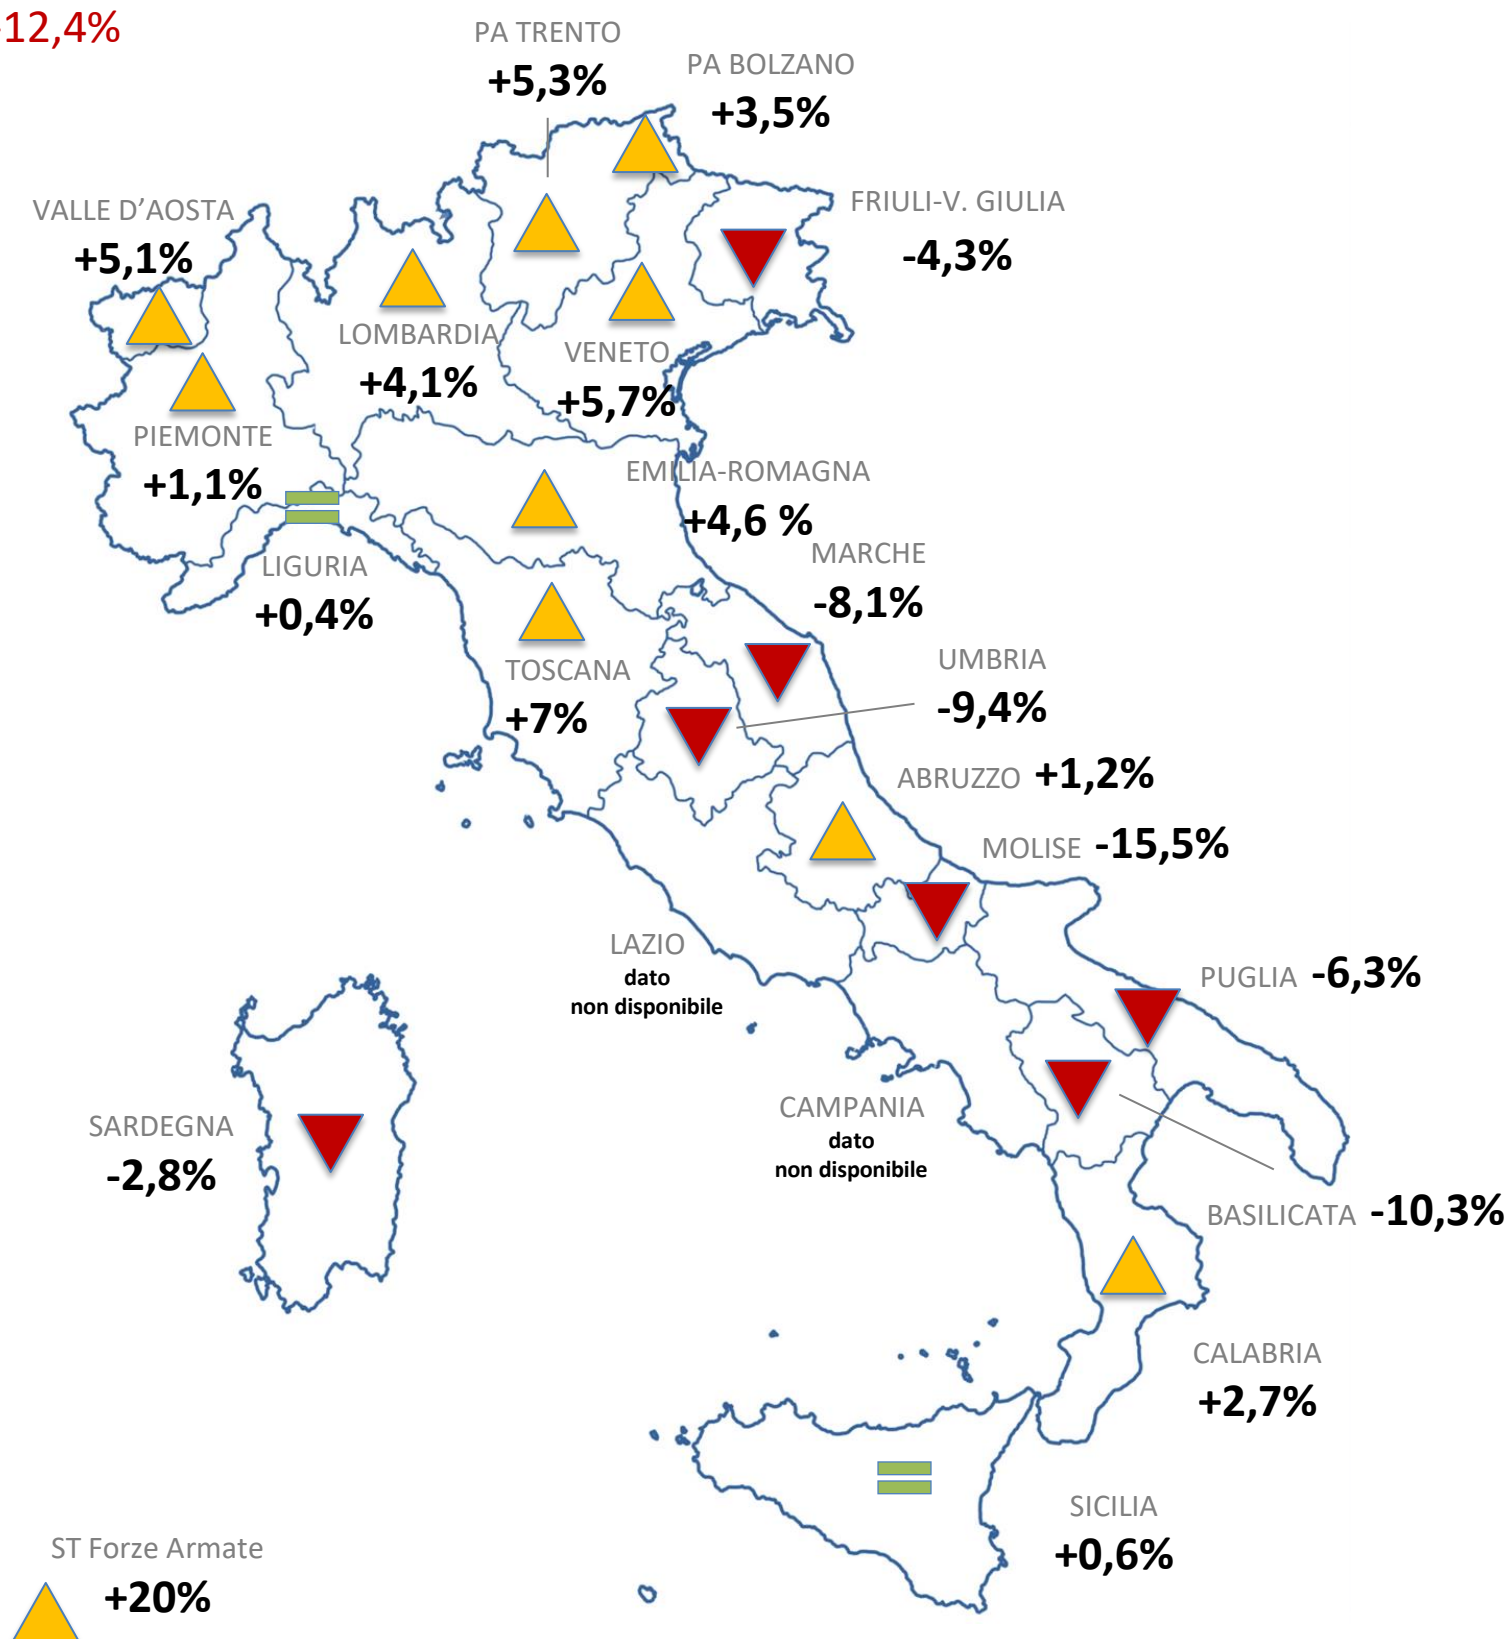 -12,4%
PA TRENTO
+5,3%
PA BOLZANO
+3,5%
VALLE D'AOSTA
+5,1%
FRIULI-V. GIULIA
-4,3%
LOMBARDIA
+4,1%
VENETO
+5,7%
PIEMONTE
+1,1%
EMILIA-ROMAGNA
+4,6 %
LIGURIA
+0,4%
MARCHE
-8,1%
TOSCANA
+7%
UMBRIA
-9,4%
ABRUZZO +1,2%
MOLISE -15,5%
LAZIO
dato
non disponibile
PUGLIA -6,3%
CAMPANIA
dato
non disponibile
SARDEGNA
-2,8%
BASILICATA -10,3%
CALABRIA
+2,7%
SICILIA
+0,6%
ST Forze Armate
+20%